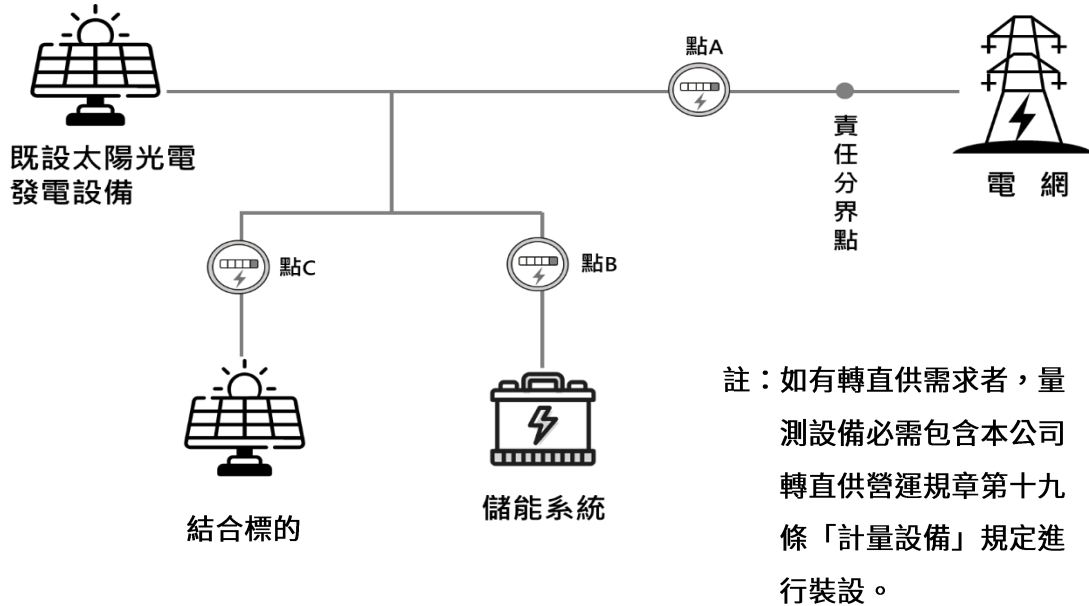 點A
責任分界點
電 網
既設太陽光電
發電設備
點C
點B
結合標的
儲能系統
註：如有轉直供需求者，量
測設備必需包含本公司
轉直供營運規章第十九
條「計量設備」規定進
行裝設。